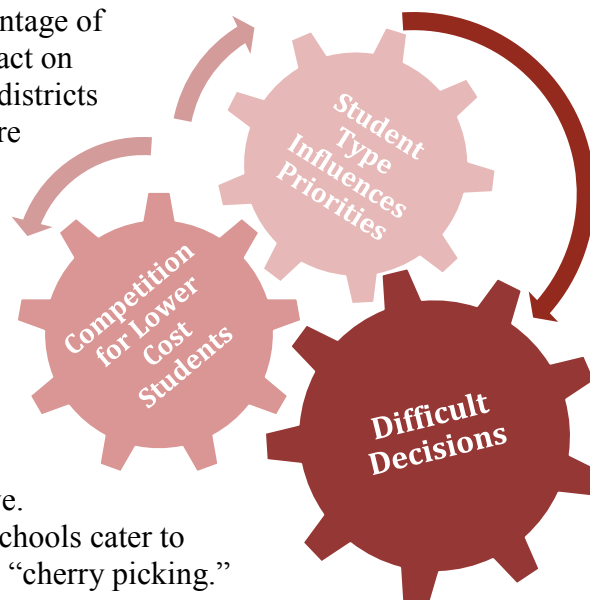 ntage of
act on
districts
re
Student
Type
Influences
Priorities
Competition
for Lower
Cost
Students
Difficult
Decisions
ve.
chools cater to
“cherry picking.”